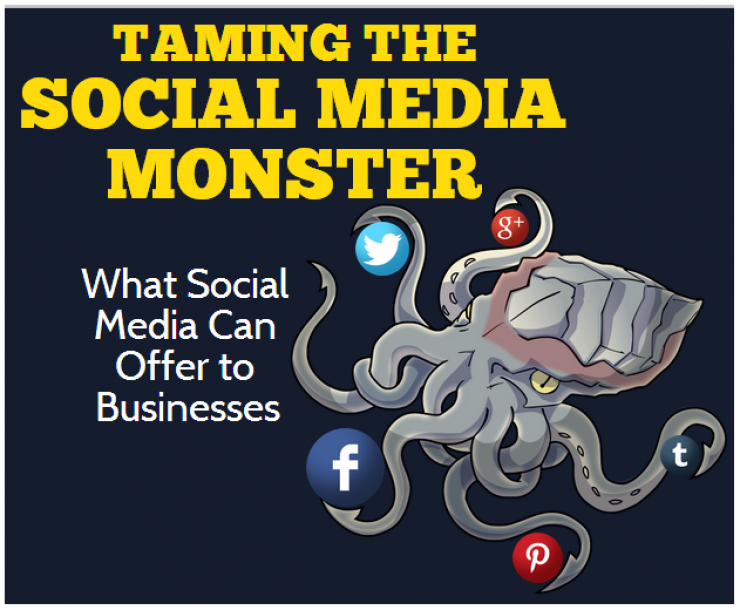 TAMING THE
SOCIAL MEDIA
MONSTER
What Social
Media Can
Offer to
Businesses
g+
f
t
p